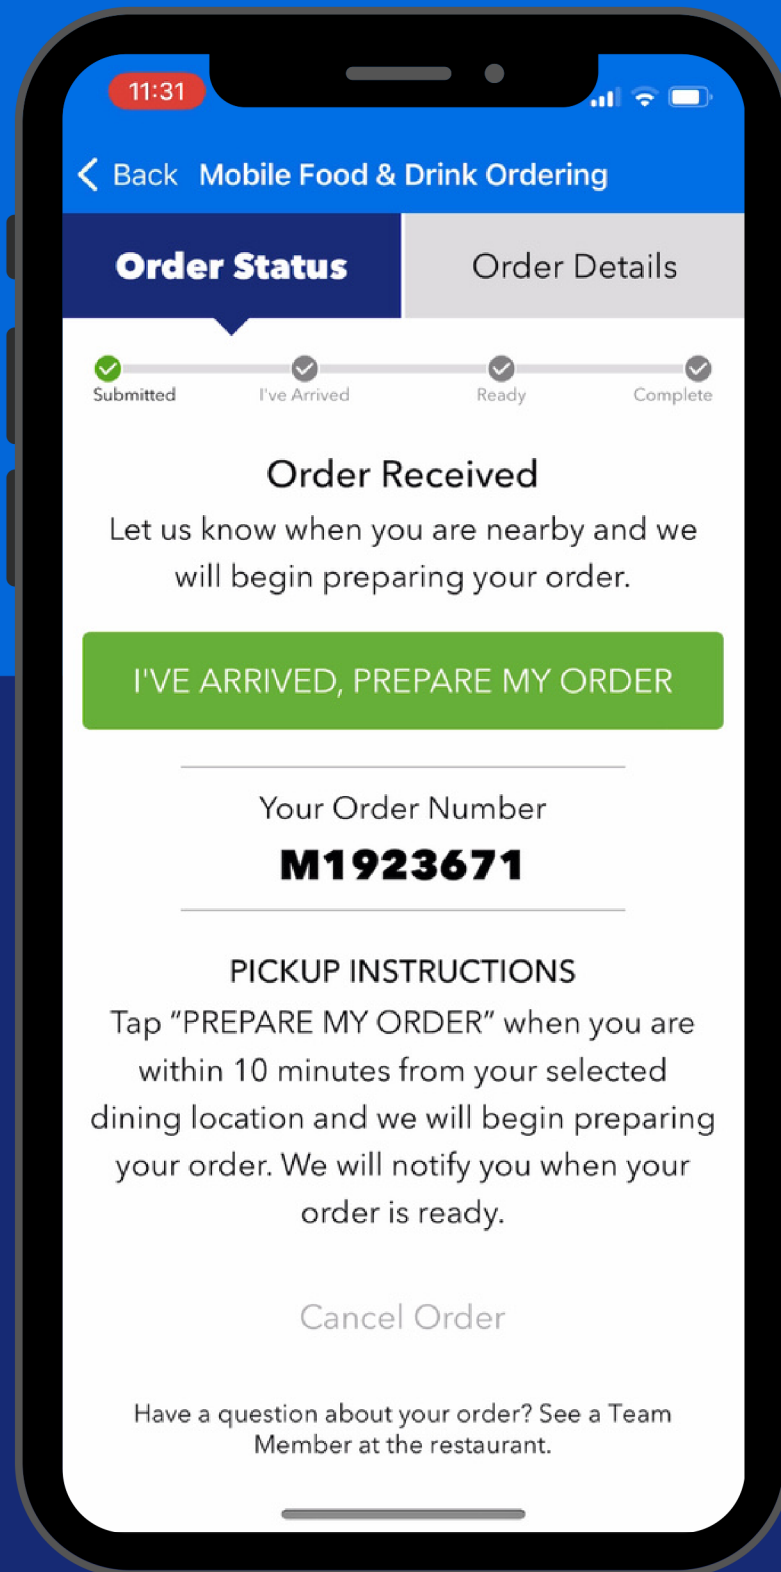 11:31
Back Mobile Food & Drink Ordering
Order Status Order Details
Submitted I've Arrived Ready Complete
Order Received
Let us know when you are nearby and we
will begin preparing your order.
I'VE ARRIVED, PREPARE MY ORDER
Your Order Number
M1923671
PICKUP INSTRUCTIONS
Tap “PREPARE MY ORDER” when you are
within 10 minutes from your selected
dining location and we will begin preparing
your order. We will notify you when your
order is ready.
Cancel Order
Have a question about your order? See a Team
Member at the restaurant.